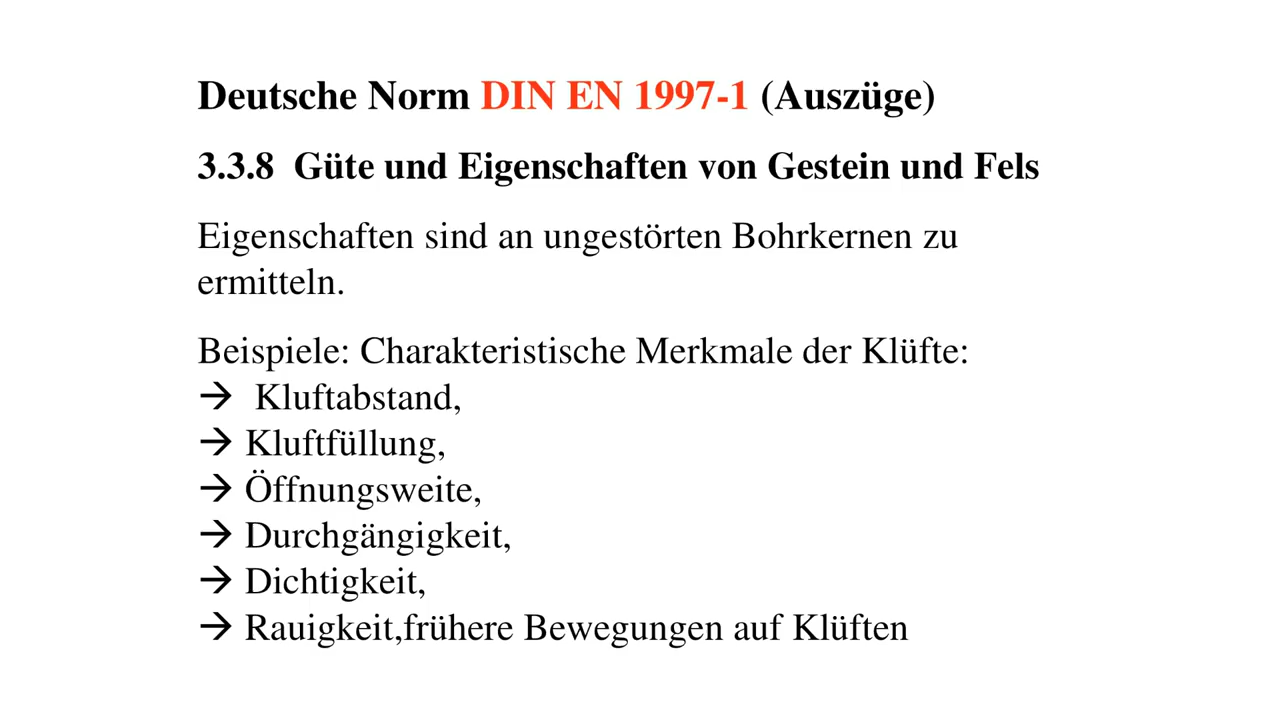 Deutsche Norm DIN EN 1997-1 (Auszüge)
3.3.8 Güte und Eigenschaften von Gestein und Fels
Eigenschaften sind an ungestörten Bohrkernen zu
ermitteln.
Beispiele: Charakteristische Merkmale der Klüfte:
→ Kluftabstand,
→ Kluftfüllung,
→ Öffnungsweite,
→ Durchgängigkeit,
→ Dichtigkeit,
→ Rauigkeit,frühere Bewegungen auf Klüften